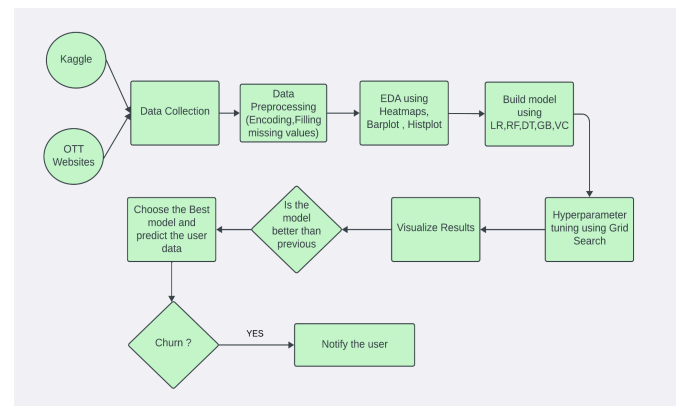 Kaggle
OTT
Websites
Data Collection
Data
Preprocessing
(Encoding,Filling
missing values)
EDA using
Heatmaps,
Barplot , Histplot
Build model
using
LR,RF,DT,GB,VC
Hyperparameter
tuning using Grid
Search
Visualize Results
Is the
model
better than
previous
Choose the Best
model and
predict the user
data
Churn ?
YES
Notify the user